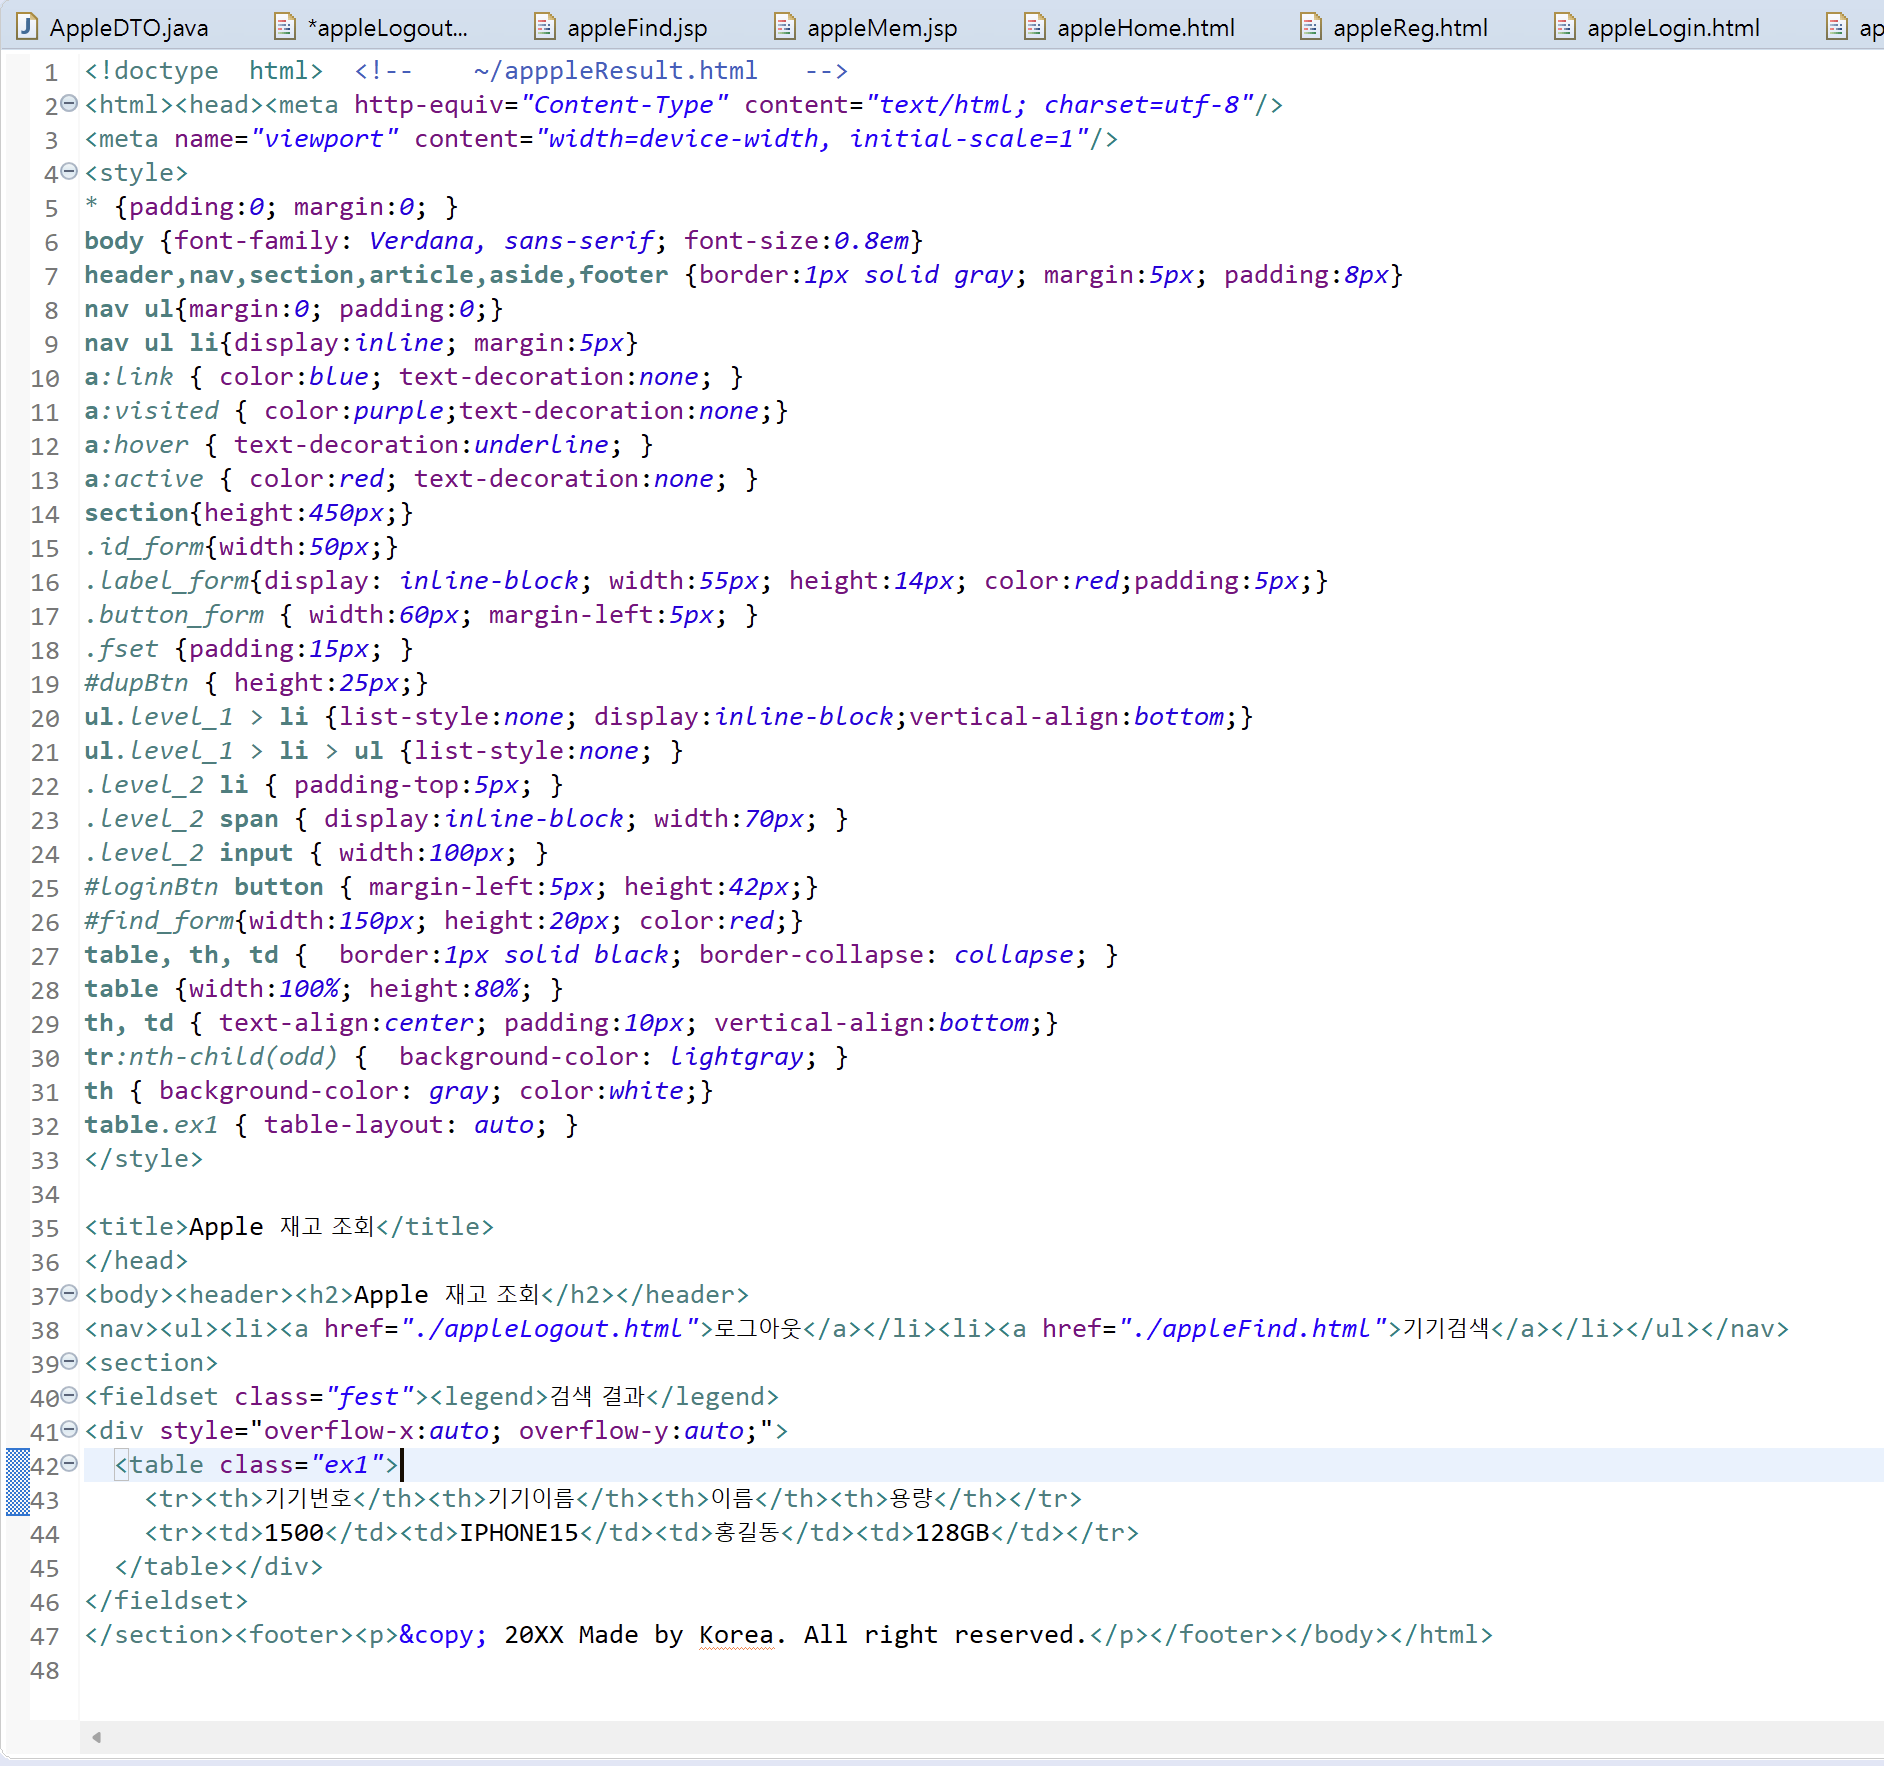 AppleDTO.java *appleLogout... appleFind.jsp appleMem.jsp appleHome.html appleReg.html appleLogin.html ap
1 <!doctype  html>  <!--    ~/apppleResult.html   -->
2 <html><head><meta http-equiv="Content-Type" content="text/html; charset=utf-8"/>
3 <meta name="viewport" content="width=device-width, initial-scale=1"/>
4 <style>
5 * {padding:0; margin:0; }
6 body {font-family: Verdana, sans-serif; font-size:0.8em}
7 header,nav,section,article,aside,footer {border:1px solid gray; margin:5px; padding:8px}
8 nav ul{margin:0; padding:0;}
9 nav ul li{display:inline; margin:5px}
10 a:link { color:blue; text-decoration:none; }
11 a:visited { color:purple;text-decoration:none;}
12 a:hover { text-decoration:underline; }
13 a:active { color:red; text-decoration:none; }
14 section{height:450px;}
15 .id_form{width:50px;}
16 .label_form{display: inline-block; width:55px; height:14px; color:red;padding:5px;}
17 .button_form { width:60px; margin-left:5px; }
18 .fset {padding:15px; }
19 #dupBtn { height:25px;}
20 ul.level_1 > li {list-style:none; display:inline-block;vertical-align:bottom;}
21 ul.level_1 > li > ul {list-style:none; }
22 .level_2 li { padding-top:5px; }
23 .level_2 span { display:inline-block; width:70px; }
24 .level_2 input { width:100px; }
25 #loginBtn button { margin-left:5px; height:42px;}
26 #find_form{width:150px; height:20px; color:red;}
27 table, th, td {  border:1px solid black; border-collapse: collapse; }
28 table {width:100%; height:80%; }
29 th, td { text-align:center; padding:10px; vertical-align:bottom;}
30 tr:nth-child(odd) {  background-color: lightgray; }
31 th { background-color: gray; color:white;}
32 table.ex1 { table-layout: auto; }
33 </style>
34
35 <title>Apple 재고 조회</title>
36 </head>
37 <body><header><h2>Apple 재고 조회</h2></header>
38 <nav><ul><li><a href="./appleLogout.html">로그아웃</a></li><li><a href="./appleFind.html">기기검색</a></li></ul></nav>
39 <section>
40 <fieldset class="fest"><legend>검색 결과</legend>
41 <div style="overflow-x:auto; overflow-y:auto;">
42   <table class="ex1">
43     <tr><th>기기번호</th><th>기기이름</th><th>이름</th><th>용량</th></tr>
44     <tr><td>1500</td><td>IPHONE15</td><td>홍길동</td><td>128GB</td></tr>
45   </table></div>
46 </fieldset>
47 </section><footer><p>&copy; 20XX Made by Korea. All right reserved.</p></footer></body></html>
48